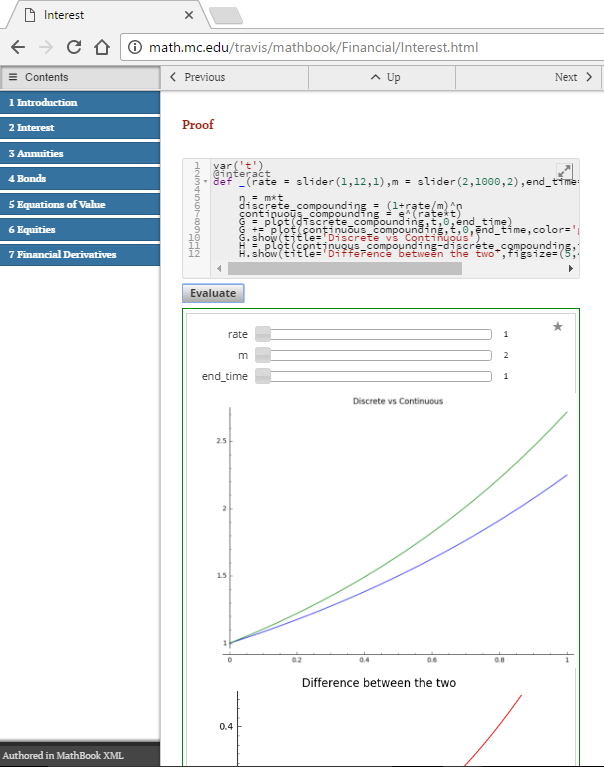 Interest
math.mc.edu/travis/mathbook/Financial/Interest.html
Contents
Previous
Up
Next
1 Introduction
2 Interest
3 Annuities
4 Bonds
5 Equations of Value
6 Equities
7 Financial Derivatives
Proof
1 var('t')
2 @interact
3 def _(rate = slider(1,12,1),m = slider(2,1000,2),end_time=
4
5 n = m*t
6 discrete_compounding = (1+rate/m)^n
7 continuous_compounding = e^(rate*t)
8 G = plot(discrete_compounding,t,0,end_time)
9 G += plot(continuous_compounding,t,0,end_time,color='
10 G.show(title='Discrete vs Continuous')
11 H = plot(continuous_compounding-discrete_compounding,
12 H.show(title='Difference between the two',figsize=(5,
Evaluate
rate 1
m 2
end_time 1
Discrete vs Continuous
2.5
2
1.5
1
0 0.2 0.4 0.6 0.8 1
Difference between the two
0.4
Authored in MathBook XML